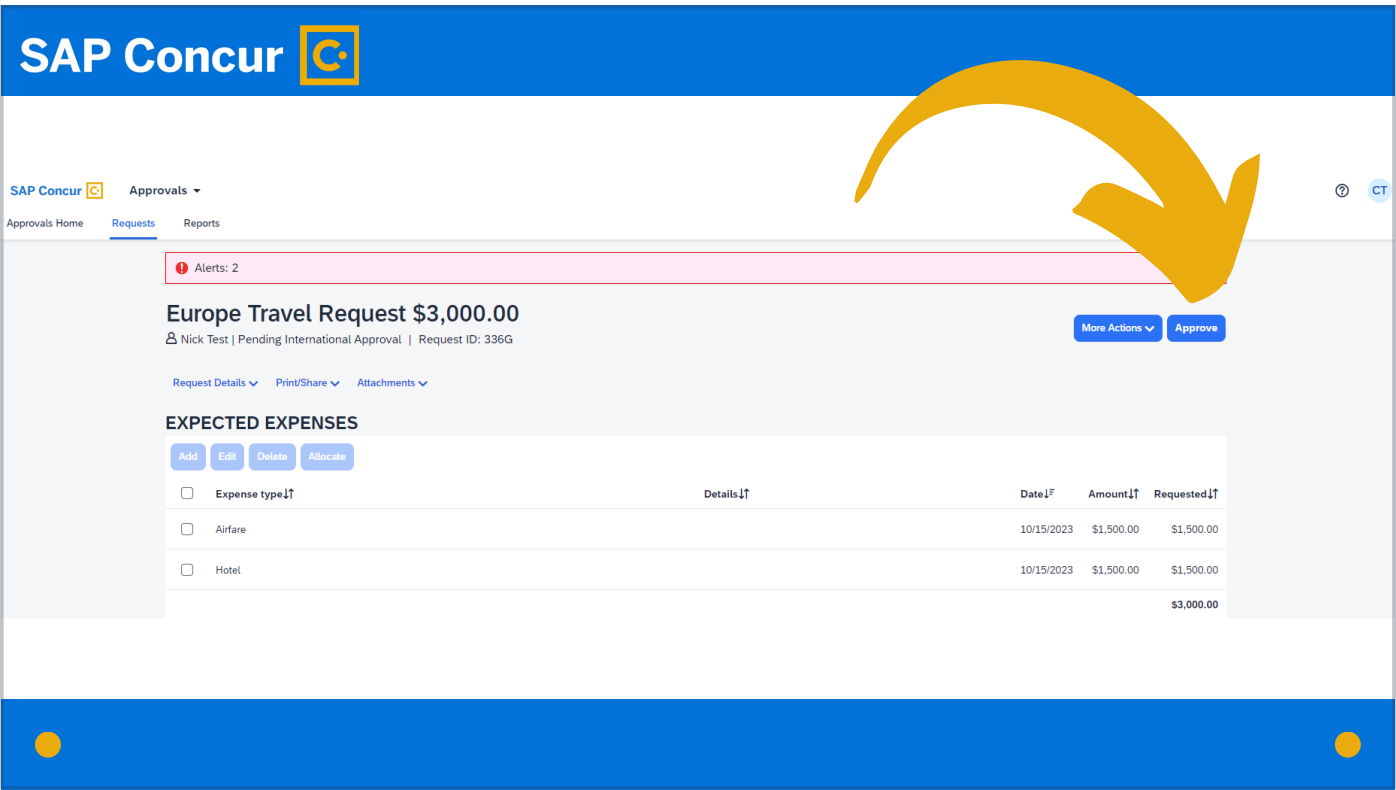 SAP Concur C
SAP Concur C Approvals
? CT
Approvals Home Requests Reports
! Alerts: 2
Europe Travel Request $3,000.00
Nick Test | Pending International Approval | Request ID: 336G
More Actions Approve
Request Details Print/Share Attachments
EXPECTED EXPENSES
Add Edit Delete Allocate
Expense type Details Date Amount Requested
Airfare 10/15/2023 $1,500.00 $1,500.00
Hotel 10/15/2023 $1,500.00 $1,500.00
$3,000.00